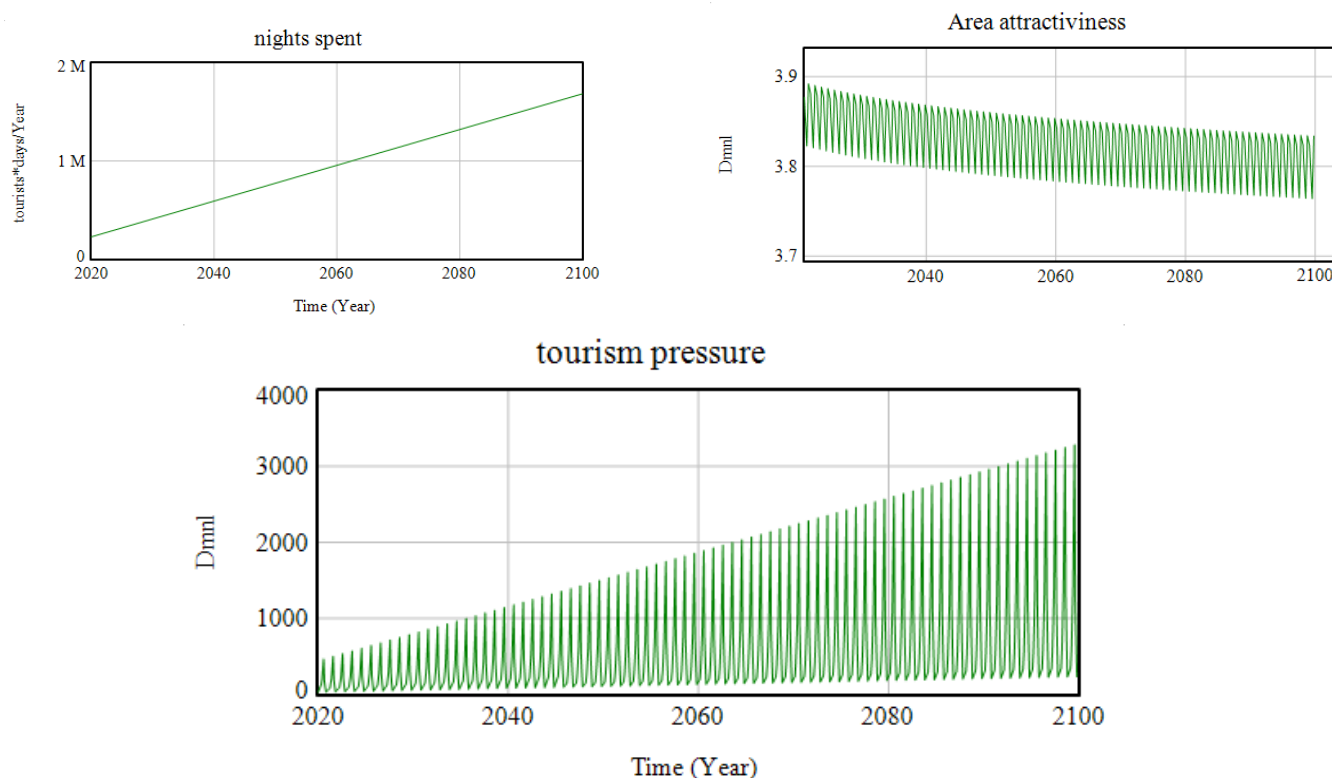 nights spent
2 M
1 M
0
tourists*days/Year
2020 2040 2060 2080 2100
Time (Year)
Area attractiviness
3.9
3.8
3.7
Dmnl
2040 2060 2080 2100
tourism pressure
4000
3000
2000
1000
0
Dmnl
2020 2040 2060 2080 2100
Time (Year)